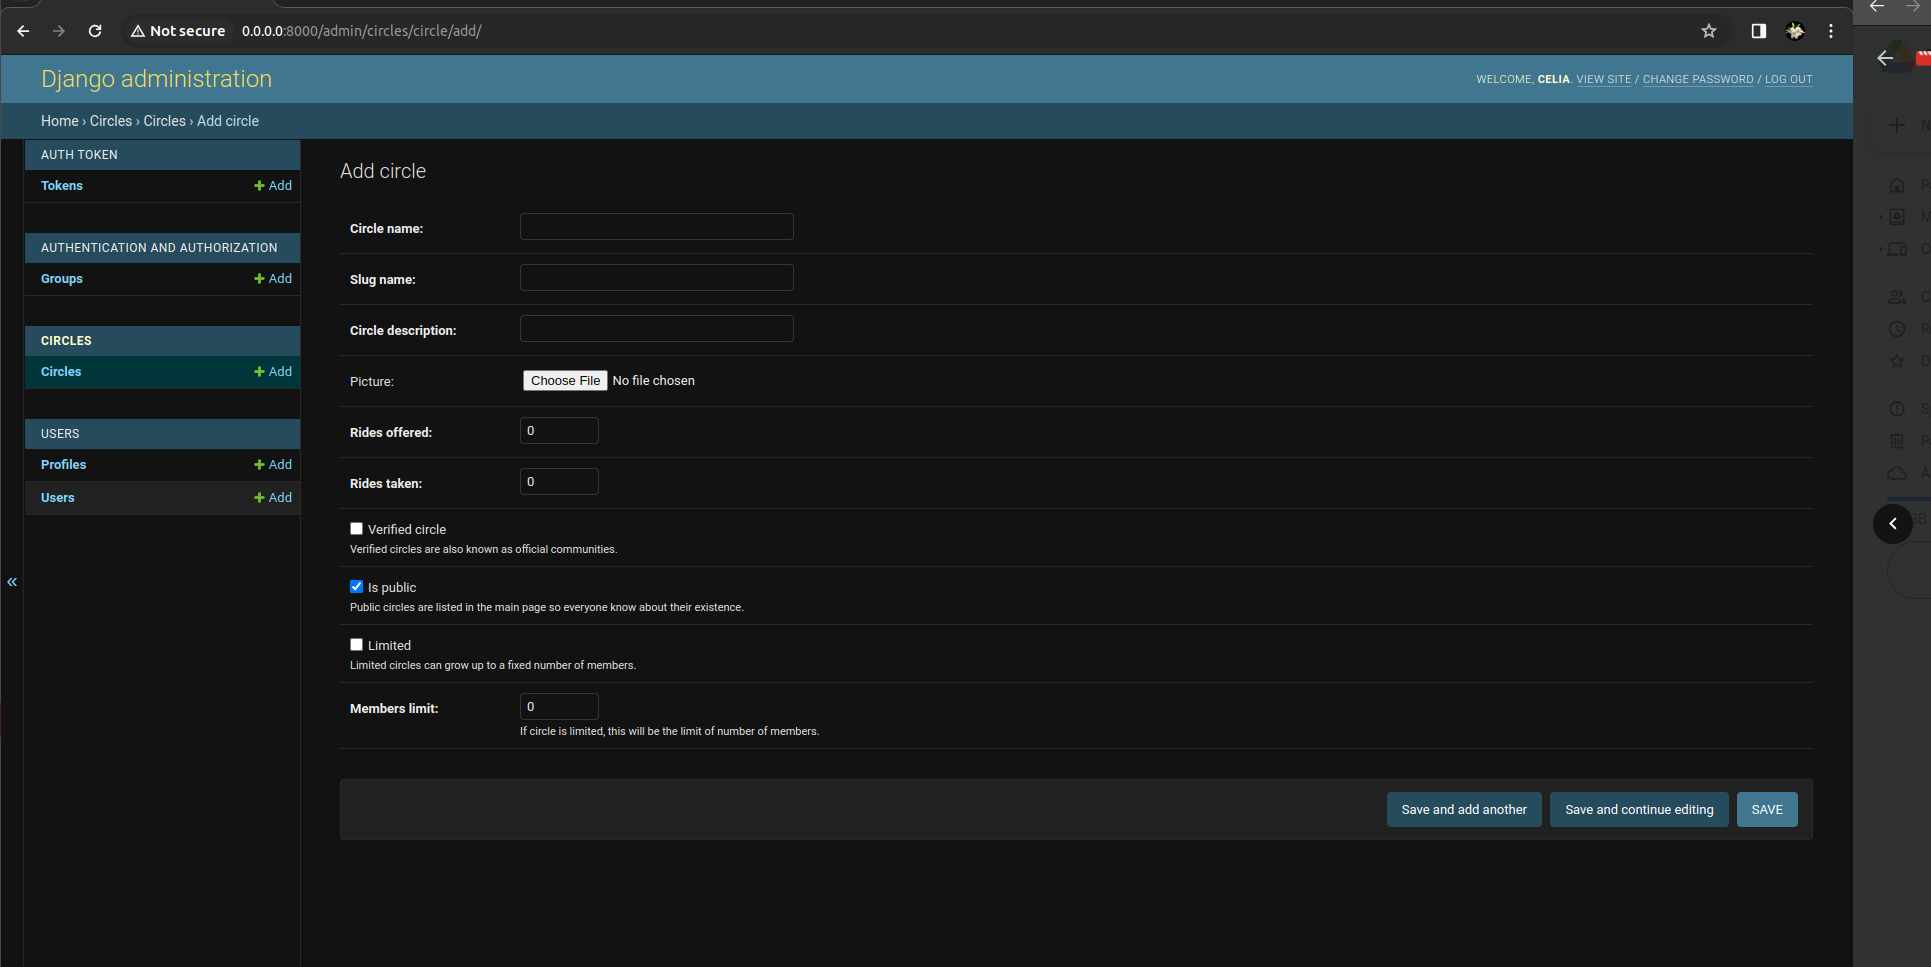 Not secure 0.0.0.0:8000/admin/circles/circle/add/
Django administration
WELCOME, CELIA. VIEW SITE / CHANGE PASSWORD / LOG OUT
Home › Circles › Circles › Add circle
AUTH TOKEN
Tokens + Add
AUTHENTICATION AND AUTHORIZATION
Groups + Add
CIRCLES
Circles + Add
USERS
Profiles + Add
Users + Add
«
Add circle
Circle name:
Slug name:
Circle description:
Picture: Choose File No file chosen
Rides offered: 0
Rides taken: 0
Verified circle
Verified circles are also known as official communities.
Is public
Public circles are listed in the main page so everyone know about their existence.
Limited
Limited circles can grow up to a fixed number of members.
Members limit: 0
If circle is limited, this will be the limit of number of members.
Save and add another Save and continue editing SAVE